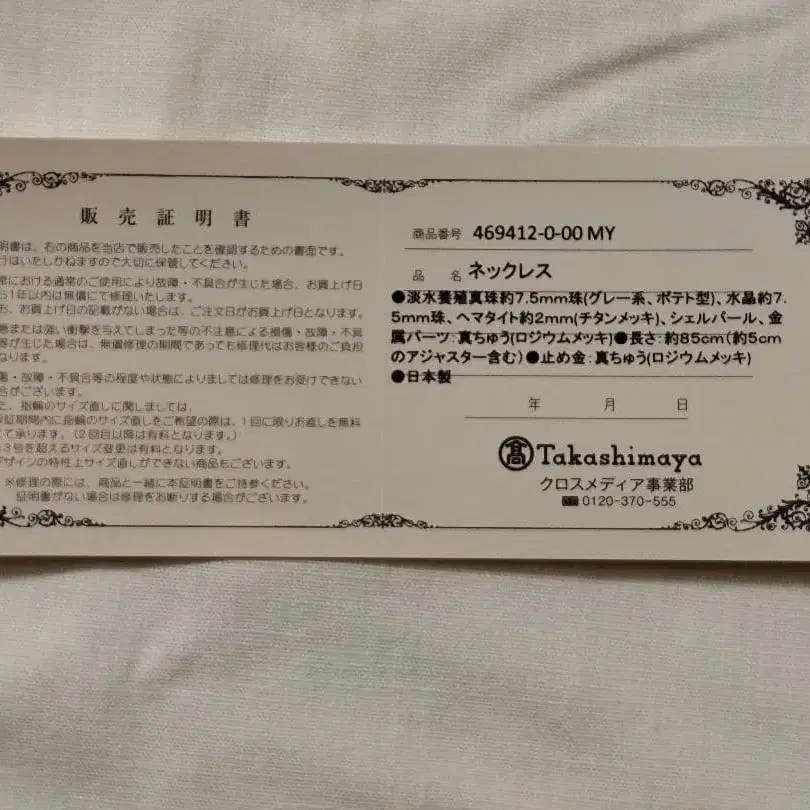 販売証明書
明書は、右の商品を当店で販売したことを確認するための書面です。
けはいたしかねますので大切に保管してください。
常における通常のご使用により故障・不具合が生じた場合、お買上げ日
ら1年以内は無償にて修理いたします。
お買上げ日の記載がない場合は、ご注文日がお買上げ日となります。
または強い衝撃を与えてしまった等の不注意による損傷・故障・不具
等が生じた場合は、無償修理の期間であっても修理代はお客様のご負担
なります。
傷・故障・不具合等の程度や状態によりましては修理をお受けできない
合がございます。
た、指輪のサイズ直しに関しましては、
証期間内に指輪のサイズ直しをご希望の際は、1回に限りお直しを無料
て承ります。(2回目以降は有料となります。)
3号を超えるサイズ変更は有料となります。
デザインの特性上サイズ直しができない商品もございます。
※修理の際には、商品と一緒に本証明書をご持参ください。
証明書がない場合は修理をお断りする場合がございます。
商品番号 469412-0-00 MY
品名 ネックレス
●淡水養殖真珠約7.5mm珠(グレー系、ポテト型)、水晶約7.
5mm珠、ヘマタイト約2mm(チタンメッキ)、シェルパール、金
属パーツ:真ちゅう(ロジウムメッキ)●長さ:約85cm(約5cm
のアジャスター含む)●止め金:真ちゅう(ロジウムメッキ)
●日本製
年 月 日
髙 Takashimaya
クロスメディア事業部
0120-370-555